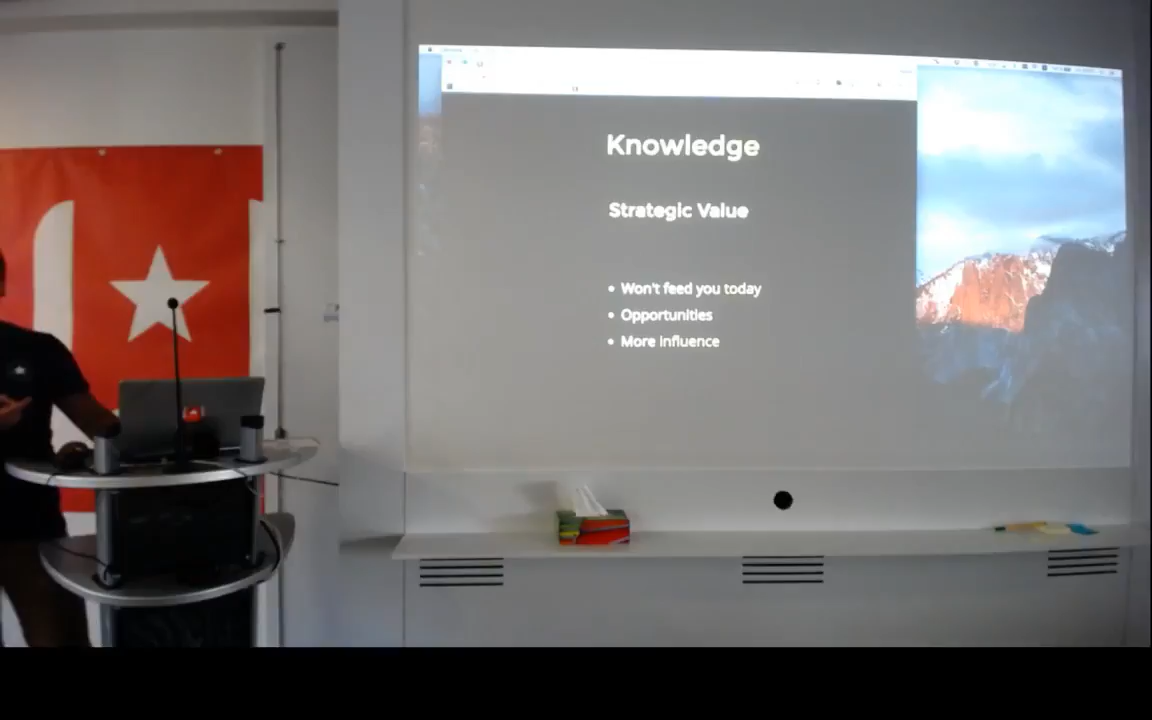 Knowledge
Strategic Value
• Won't feed you today
• Opportunities
• More influence